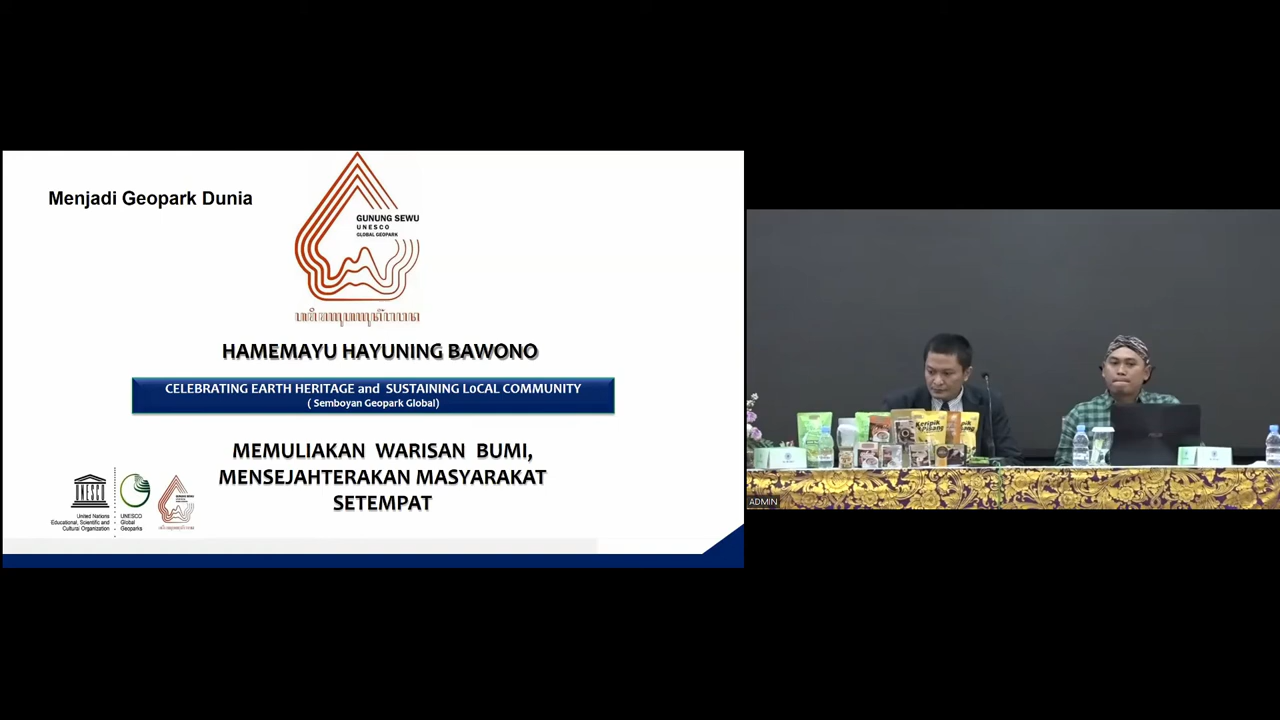 Menjadi Geopark Dunia
GUNUNG SEWU
UNESCO
GLOBAL GEOPARK
HAMEMAYU HAYUNING BAWONO
CELEBRATING EARTH HERITAGE and SUSTAINING LoCAL COMMUNITY
( Semboyan Geopark Global)
MEMULIAKAN WARISAN BUMI,
MENSEJAHTERAKAN MASYARAKAT
SETEMPAT
UNESCO
United Nations
Educational, Scientific and
Cultural Organization
UNESCO
Global
Geoparks
Keripik
Pisang
ADMIN